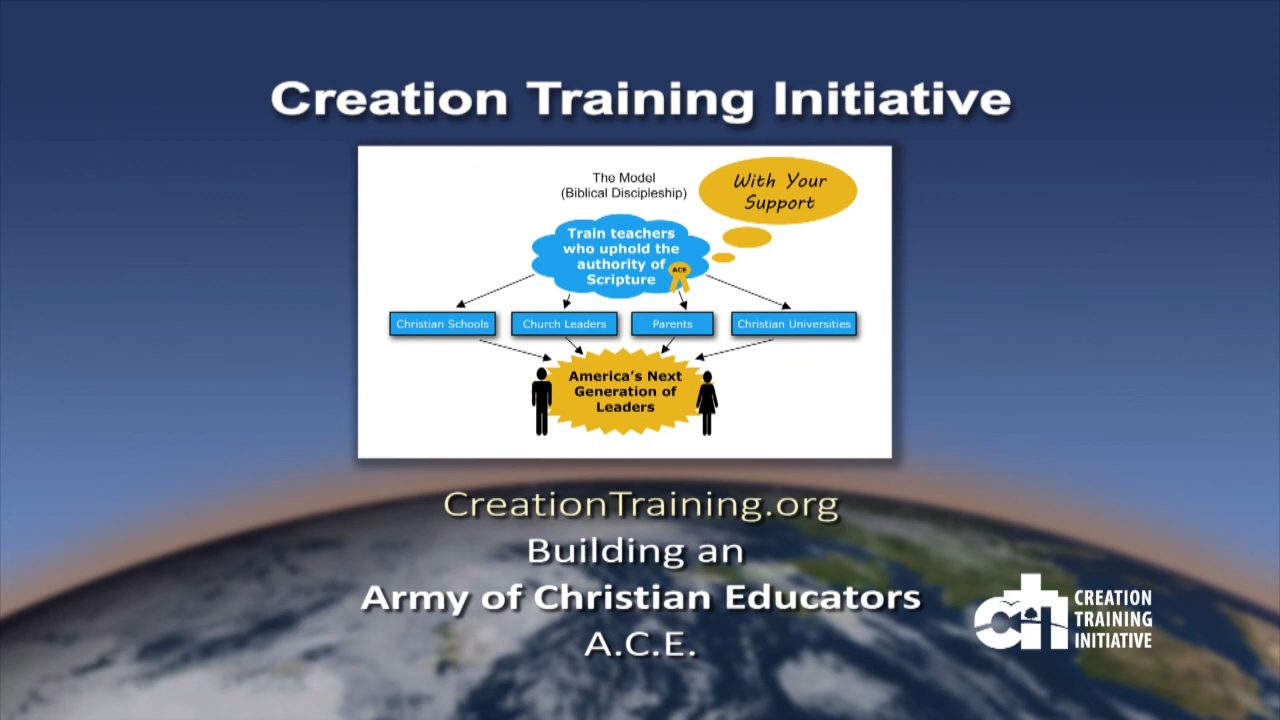 Creation Training Initiative
The Model
(Biblical Discipleship)
With Your
Support
Train teachers
who uphold the
authority of
Scripture
ACE
Christian Schools
Church Leaders
Parents
Christian Universities
America's Next
Generation of
Leaders
CreationTraining.org
Building an
Army of Christian Educators
A.C.E.
CREATION
TRAINING
INITIATIVE